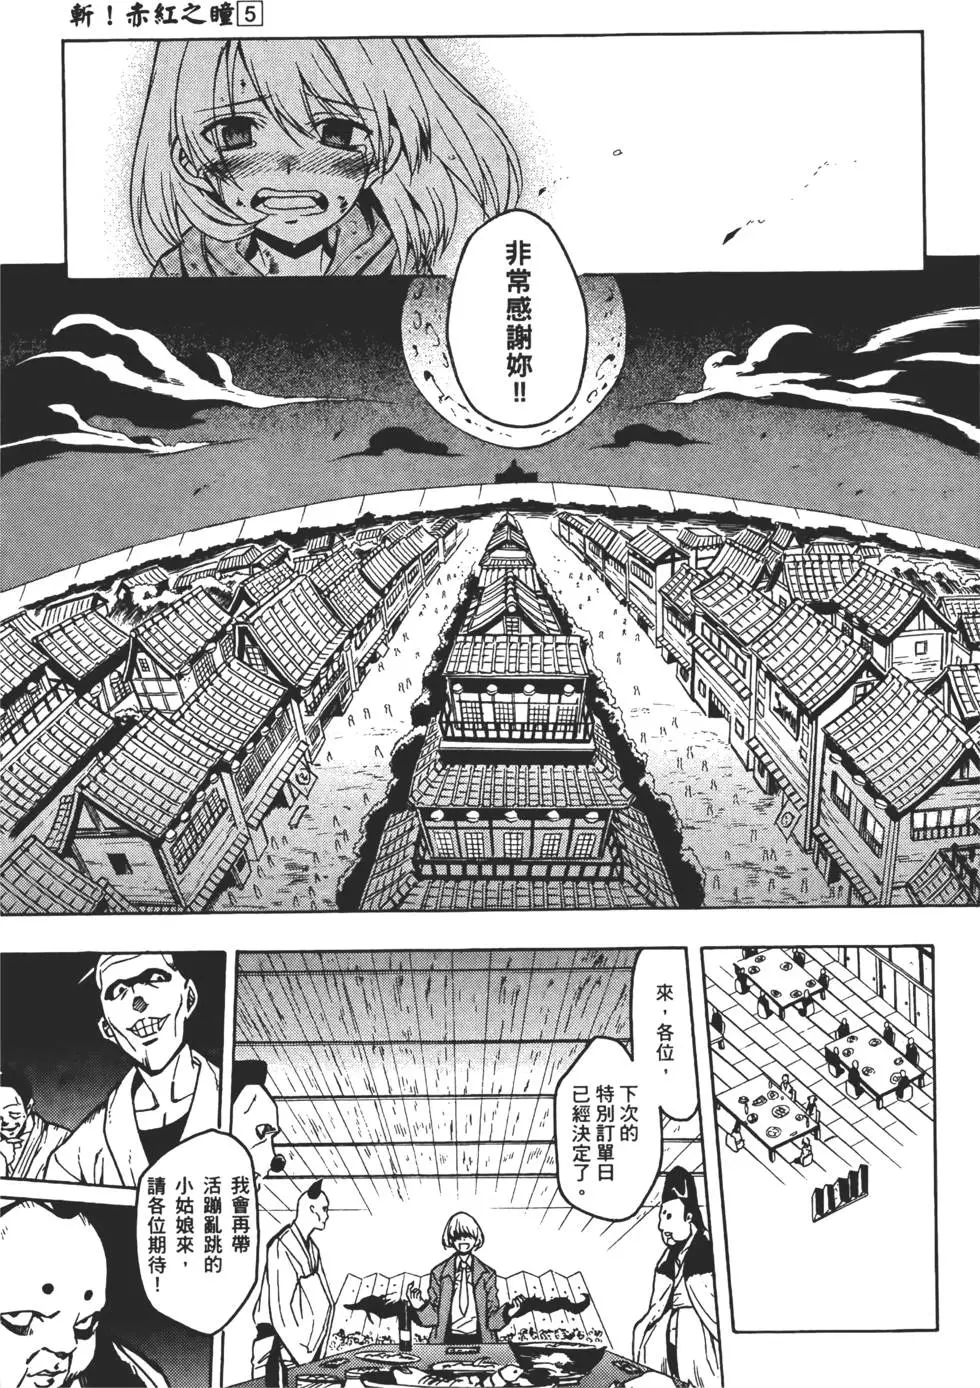 斬！赤紅之瞳5
非常感謝妳!!
來，各位，
下次的
特別訂單日
已經決定了。
我會再帶
活蹦亂跳的
小姑娘來，
請各位期待！